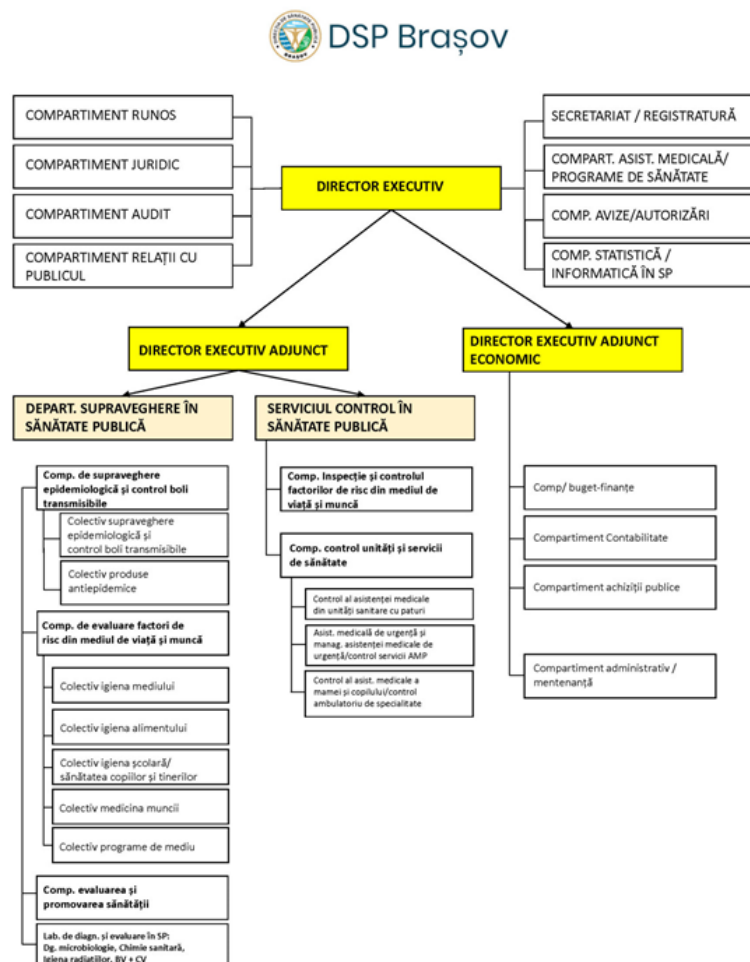 DSP Brașov
COMPARTIMENT RUNOS
COMPARTIMENT JURIDIC
COMPARTIMENT AUDIT
COMPARTIMENT RELAȚII CU
PUBLICUL
DIRECTOR EXECUTIV
SECRETARIAT / REGISTRATURĂ
COMPART. ASIST. MEDICALĂ/
PROGRAME DE SĂNĂTATE
COMP. AVIZE/AUTORIZĂRI
COMP. STATISTICĂ /
INFORMATICĂ ÎN SP
DIRECTOR EXECUTIV ADJUNCT
DIRECTOR EXECUTIV ADJUNCT
ECONOMIC
DEPART. SUPRAVEGHERE ÎN
SĂNĂTATE PUBLICĂ
Comp. de supraveghere
epidemiologică și control boli
transmisibile
Colectiv supraveghere
epidemiologică și
control boli transmisibile
Colectiv produse
antiepidemice
Comp. de evaluare factori de
risc din mediul de viață și muncă
Colectiv igiena mediului
Colectiv igiena alimentului
Colectiv igiena școlară/
sănătatea copiilor și tinerilor
Colectiv medicina muncii
Colectiv programe de mediu
Comp. evaluarea și
promovarea sănătății
Lab. de diagn. și evaluare în SP:
Dg. microbiologie, Chimie sanitară,
Igiena radiațiilor, BV + CV
SERVICIUL CONTROL ÎN
SĂNĂTATE PUBLICĂ
Comp. Inspecție și controlul
factorilor de risc din mediul de
viață și muncă
Comp. control unități și servicii
de sănătate
Control al asistenței medicale
din unități sanitare cu paturi
Asist. medicală de urgență și
manag. asistenței medicale de
urgență/control servicii AMP
Control al asist. medicale a
mamei și copilului/control
ambulatoriu de specialitate
Comp/ buget-finanțe
Compartiment Contabilitate
Compartiment achiziții publice
Compartiment administrativ /
mentenanță